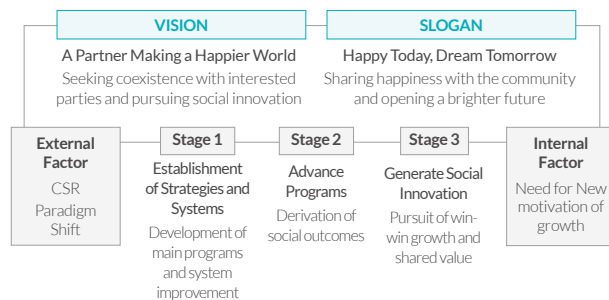 VISION
A Partner Making a Happier World
Seeking coexistence with interested
parties and pursuing social innovation
SLOGAN
Happy Today, Dream Tomorrow
Sharing happiness with the community
and opening a brighter future
External
Factor
CSR
Paradigm
Shift
Stage 1
Establishment
of Strategies and
Systems
Development of
main programs
and system
improvement
Stage 2
Advance
Programs
Derivation of
social outcomes
Stage 3
Generate Social
Innovation
Pursuit of win-
win growth and
shared value
Internal
Factor
Need for New
motivation of
growth